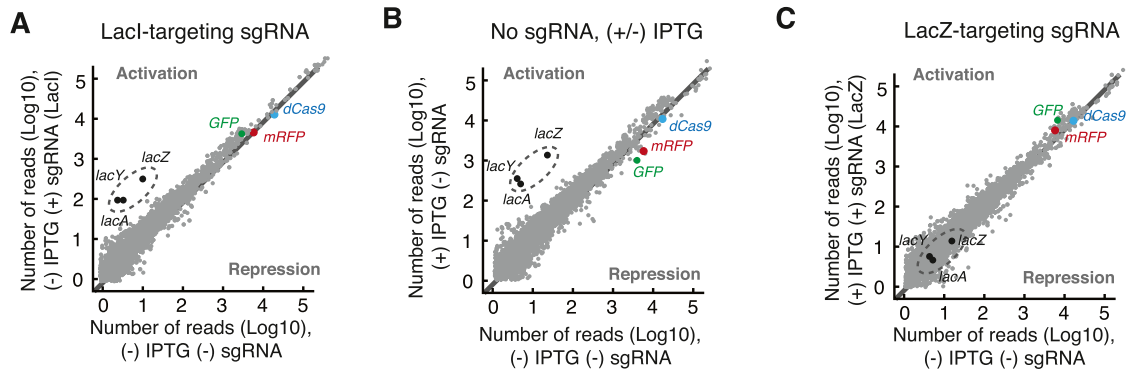 A
LacI-targeting sgRNA
Number of reads (Log10),
(-) IPTG (+) sgRNA (LacI)
Activation
Repression
GFP
dCas9
mRFP
lacZ
lacY
lacA
5
4
3
2
1
0
0 1 2 3 4 5
Number of reads (Log10),
(-) IPTG (-) sgRNA
B
No sgRNA, (+/-) IPTG
Number of reads (Log10),
(+) IPTG (-) sgRNA
Activation
Repression
dCas9
mRFP
GFP
lacZ
lacY
lacA
5
4
3
2
1
0
0 1 2 3 4 5
Number of reads (Log10),
(-) IPTG (-) sgRNA
C
LacZ-targeting sgRNA
Number of reads (Log10),
(+) IPTG (+) sgRNA (LacZ)
Activation
Repression
GFP
dCas9
mRFP
lacY
lacZ
lacA
5
4
3
2
1
0
0 1 2 3 4 5
Number of reads (Log10),
(-) IPTG (-) sgRNA